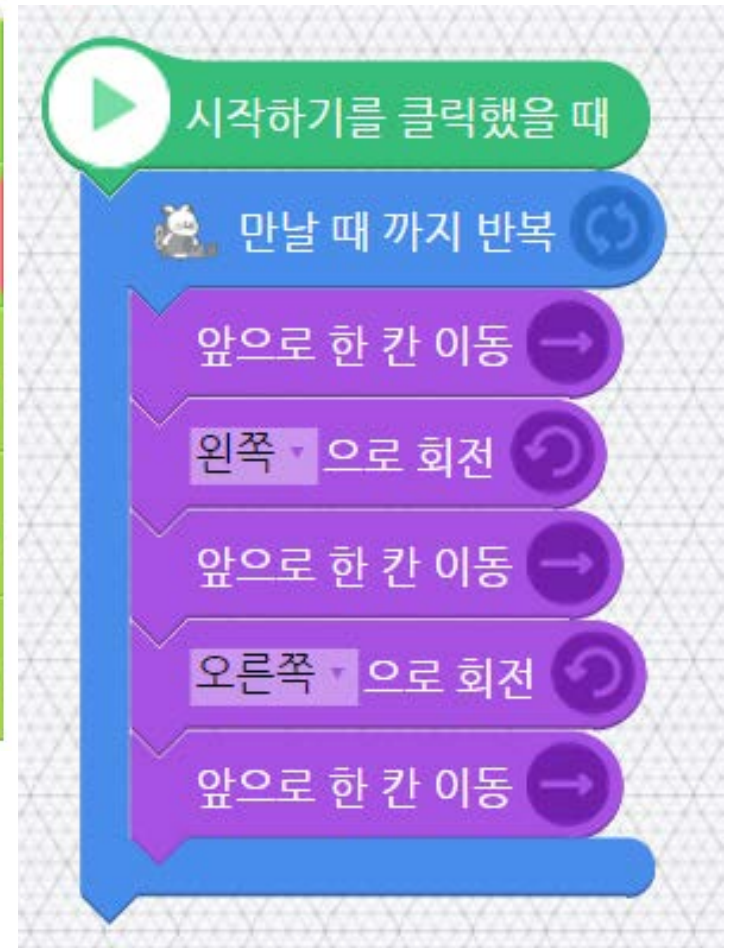 시작하기를 클릭했을 때
만날 때 까지 반복
앞으로 한 칸 이동
왼쪽 으로 회전
앞으로 한 칸 이동
오른쪽 으로 회전
앞으로 한 칸 이동